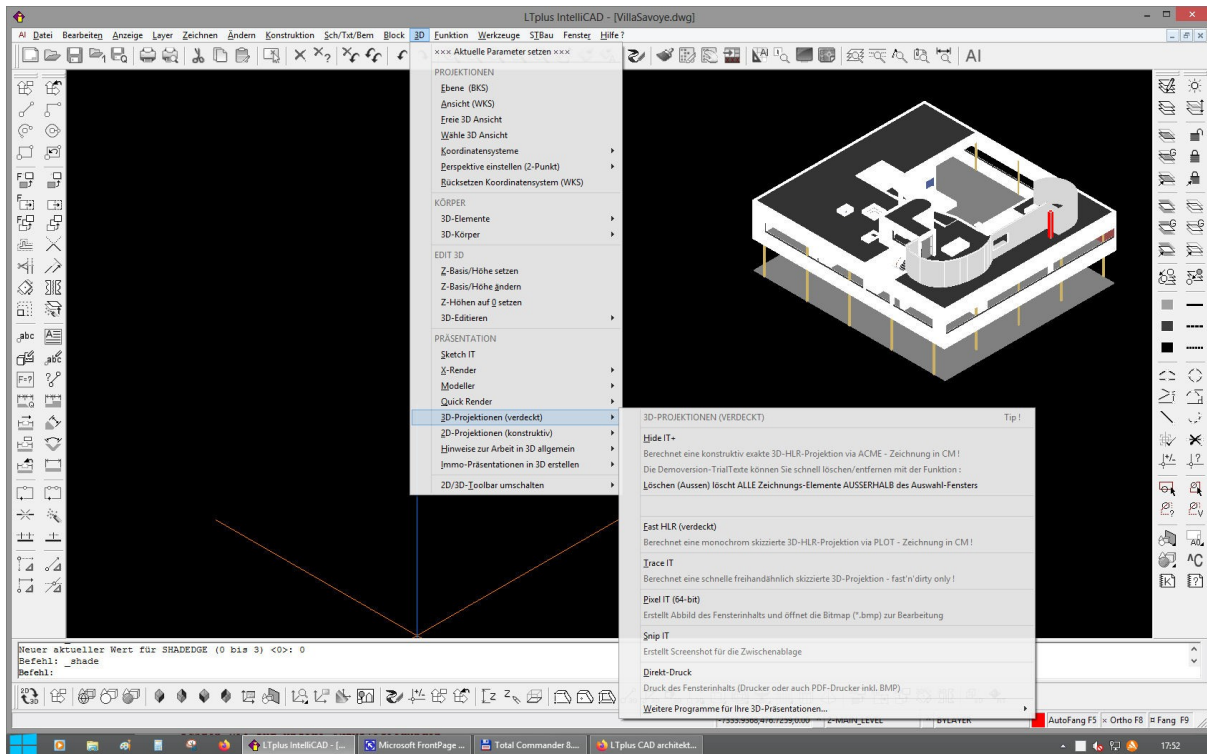 LTplus IntelliCAD - [VillaSavoye.dwg]
AI Datei Bearbeiten Anzeige Layer Zeichnen Ändern Konstruktion Sch/Txt/Bem Block 3D Funktion Werkzeuge STBau Fenster Hilfe ?
××× Aktuelle Parameter setzen ×××
PROJEKTIONEN
Ebene (BKS)
Ansicht (WKS)
Freie 3D Ansicht
Wähle 3D Ansicht
Koordinatensysteme
Perspektive einstellen (2-Punkt)
Rücksetzen Koordinatensystem (WKS)
KÖRPER
3D-Elemente
3D-Körper
EDIT 3D
Z-Basis/Höhe setzen
Z-Basis/Höhe ändern
Z-Höhen auf 0 setzen
3D-Editieren
PRÄSENTATION
Sketch IT
X-Render
Modeller
Quick Render
3D-Projektionen (verdeckt)
2D-Projektionen (konstruktiv)
Hinweise zur Arbeit in 3D allgemein
Immo-Präsentationen in 3D erstellen
2D/3D-Toolbar umschalten
3D-PROJEKTIONEN (VERDECKT) Tip !
Hide IT+
Berechnet eine konstruktiv exakte 3D-HLR-Projektion via ACME - Zeichnung in CM !
Die Demoversion-TrialTexte können Sie schnell löschen/entfernen mit der Funktion :
Löschen (Aussen) löscht ALLE Zeichnungs-Elemente AUSSERHALB des Auswahl-Fensters
Fast HLR (verdeckt)
Berechnet eine monochrom skizzierte 3D-HLR-Projektion via PLOT - Zeichnung in CM !
Trace IT
Berechnet eine schnelle freihandähnlich skizzierte 3D-Projektion - fast'n'dirty only !
Pixel IT (64-bit)
Erstellt Abbild des Fensterinhalts und öffnet die Bitmap (*.bmp) zur Bearbeitung
Snip IT
Erstellt Screenshot für die Zwischenablage
Direkt-Druck
Druck des Fensterinhalts (Drucker oder auch PDF-Drucker inkl. BMP)
Weitere Programme für Ihre 3D-Präsentationen...
Neuer aktueller Wert für SHADEDGE (0 bis 3) <0>: 0
Befehl: _shade
Befehl:
AutoFang F5 × Ortho F8 # Fang F9
LTplus IntelliCAD - [... Microsoft FrontPage ... Total Commander 8.... LTplus CAD architekt... 17:52